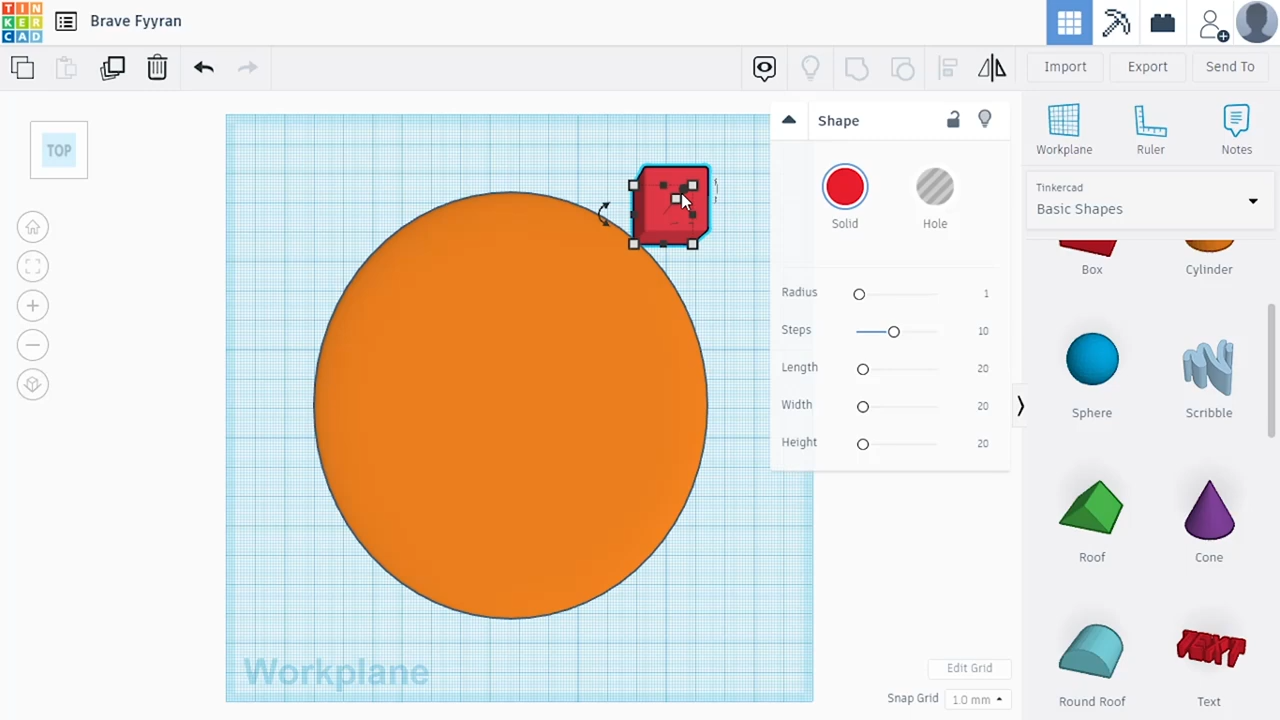 TIN
KER
CAD
Brave Fyyran
Import
Export
Send To
TOP
Shape
Solid
Hole
Radius 1
Steps 10
Length 20
Width 20
Height 20
Workplane
Ruler
Notes
Tinkercad
Basic Shapes
Box
Cylinder
Sphere
Scribble
Roof
Cone
TEXT
Round Roof
Text
Workplane
Edit Grid
Snap Grid 1.0 mm